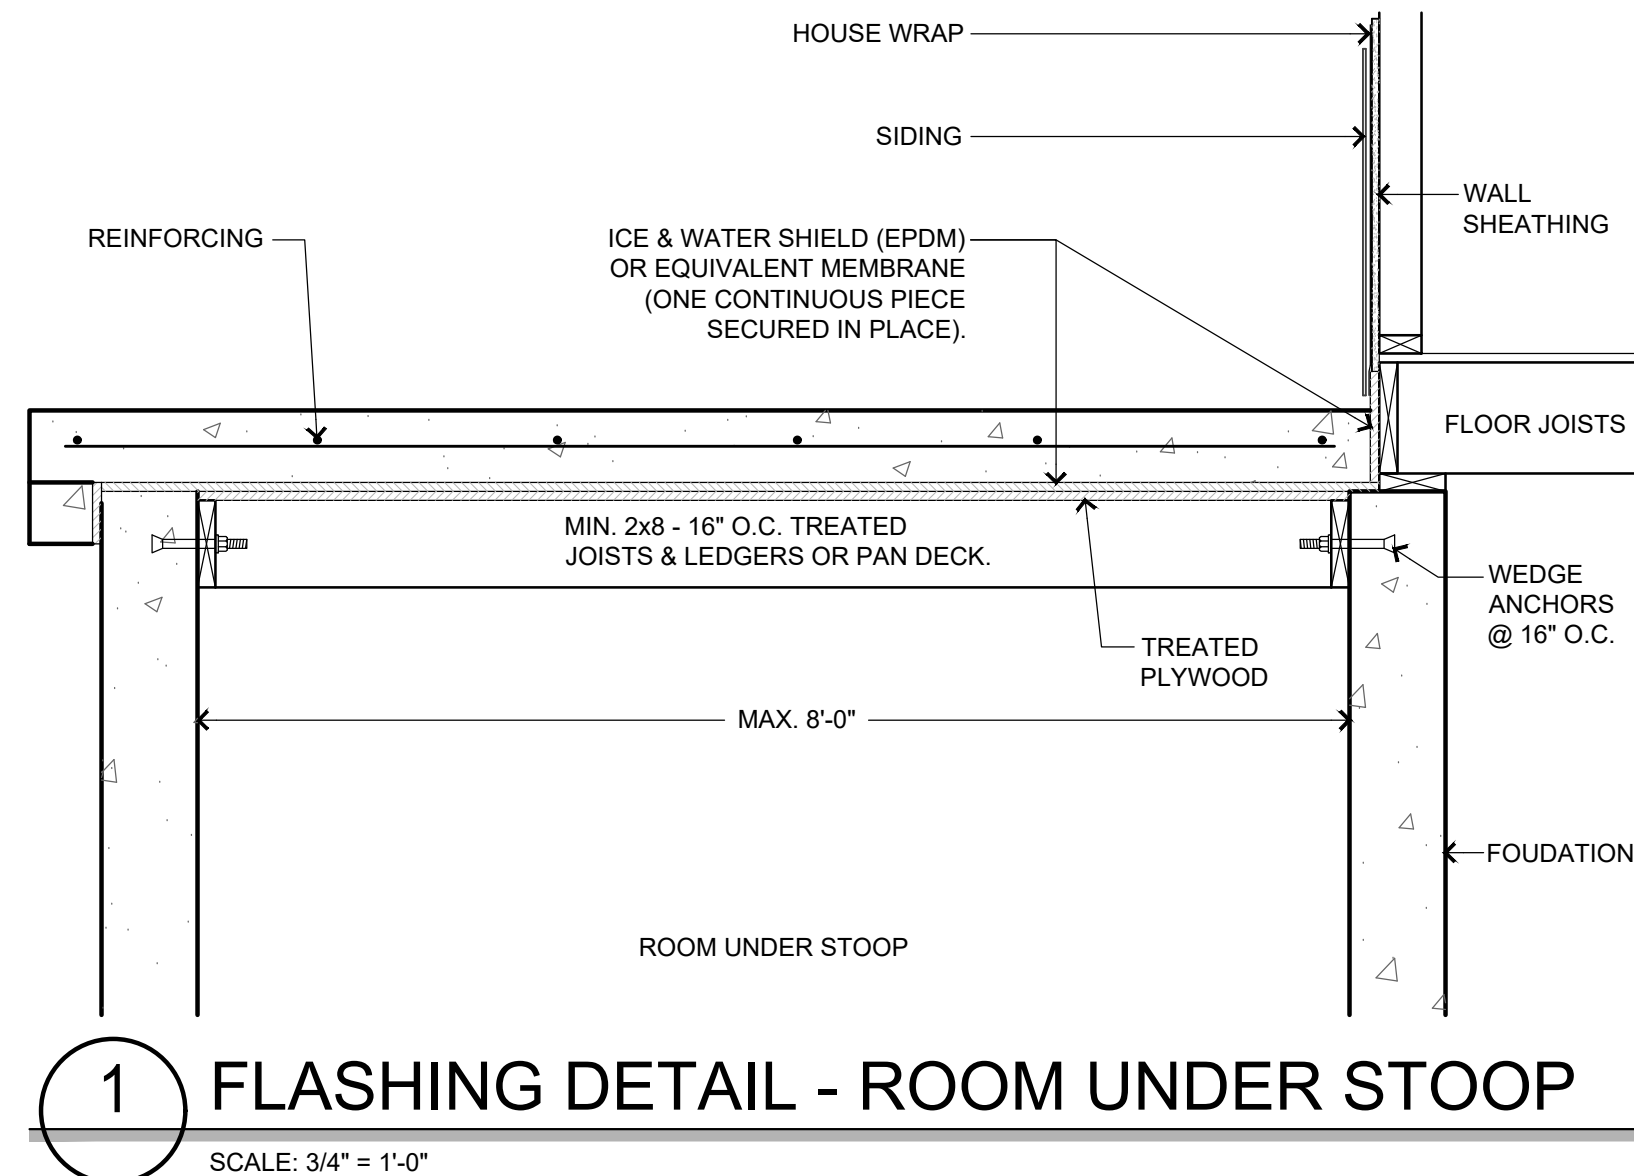 HOUSE WRAP
SIDING
WALL
SHEATHING
REINFORCING
ICE & WATER SHIELD (EPDM)
OR EQUIVALENT MEMBRANE
(ONE CONTINUOUS PIECE
SECURED IN PLACE).
FLOOR JOISTS
MIN. 2x8 - 16" O.C. TREATED
JOISTS & LEDGERS OR PAN DECK.
WEDGE
ANCHORS
@ 16" O.C.
TREATED
PLYWOOD
MAX. 8'-0"
FOUDATION
ROOM UNDER STOOP
1
FLASHING DETAIL - ROOM UNDER STOOP
SCALE: 3/4" = 1'-0"